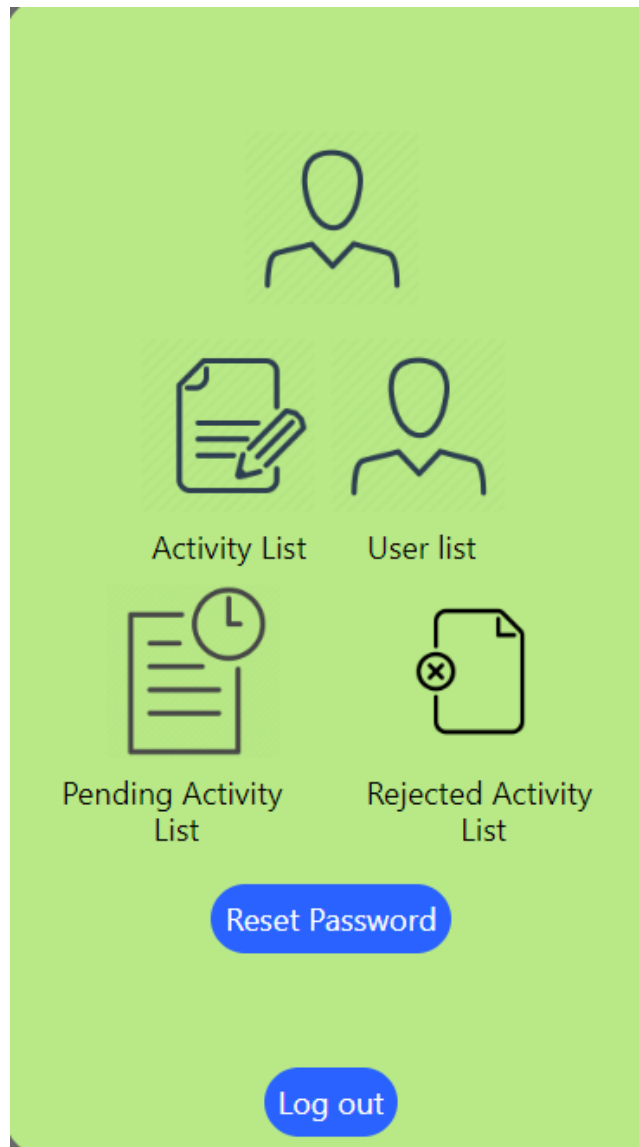 Activity List
User list
Pending Activity
List
Rejected Activity
List
Reset Password
Log out